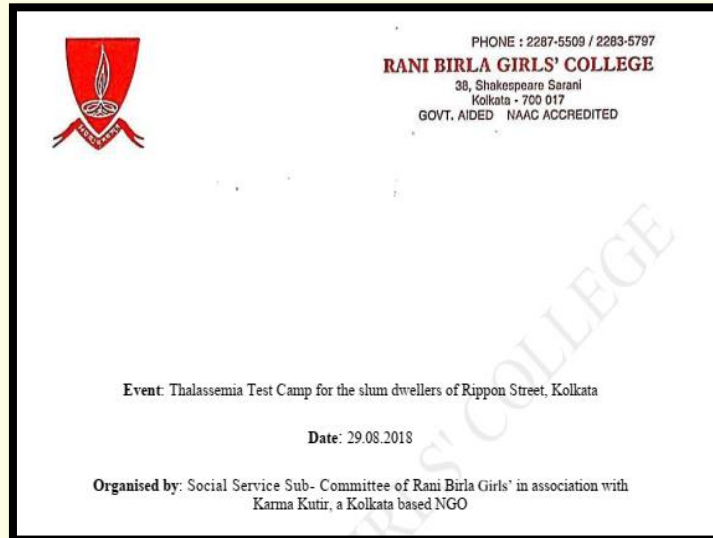 PHONE : 2287-5509 / 2283-5797
RANI BIRLA GIRLS' COLLEGE
38, Shakespeare Sarani
Kolkata - 700 017
GOVT. AIDED NAAC ACCREDITED
Event: Thalassemia Test Camp for the slum dwellers of Rippon Street, Kolkata
Date: 29.08.2018
Organised by: Social Service Sub- Committee of Rani Birla Girls' in association with
Karma Kutir, a Kolkata based NGO
IRLS' COLLEGE